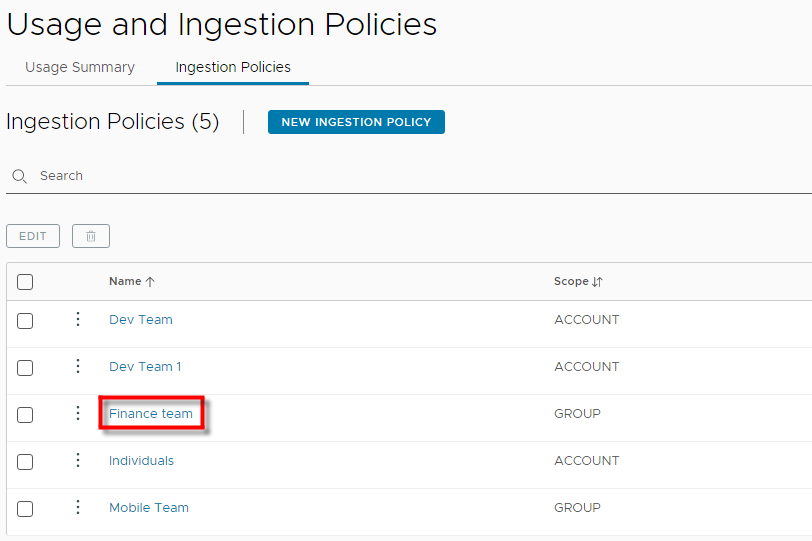 Usage and Ingestion Policies
Usage Summary Ingestion Policies
Ingestion Policies (5) NEW INGESTION POLICY
Search
EDIT
Name Scope
Dev Team ACCOUNT
Dev Team 1 ACCOUNT
Finance team GROUP
Individuals ACCOUNT
Mobile Team GROUP